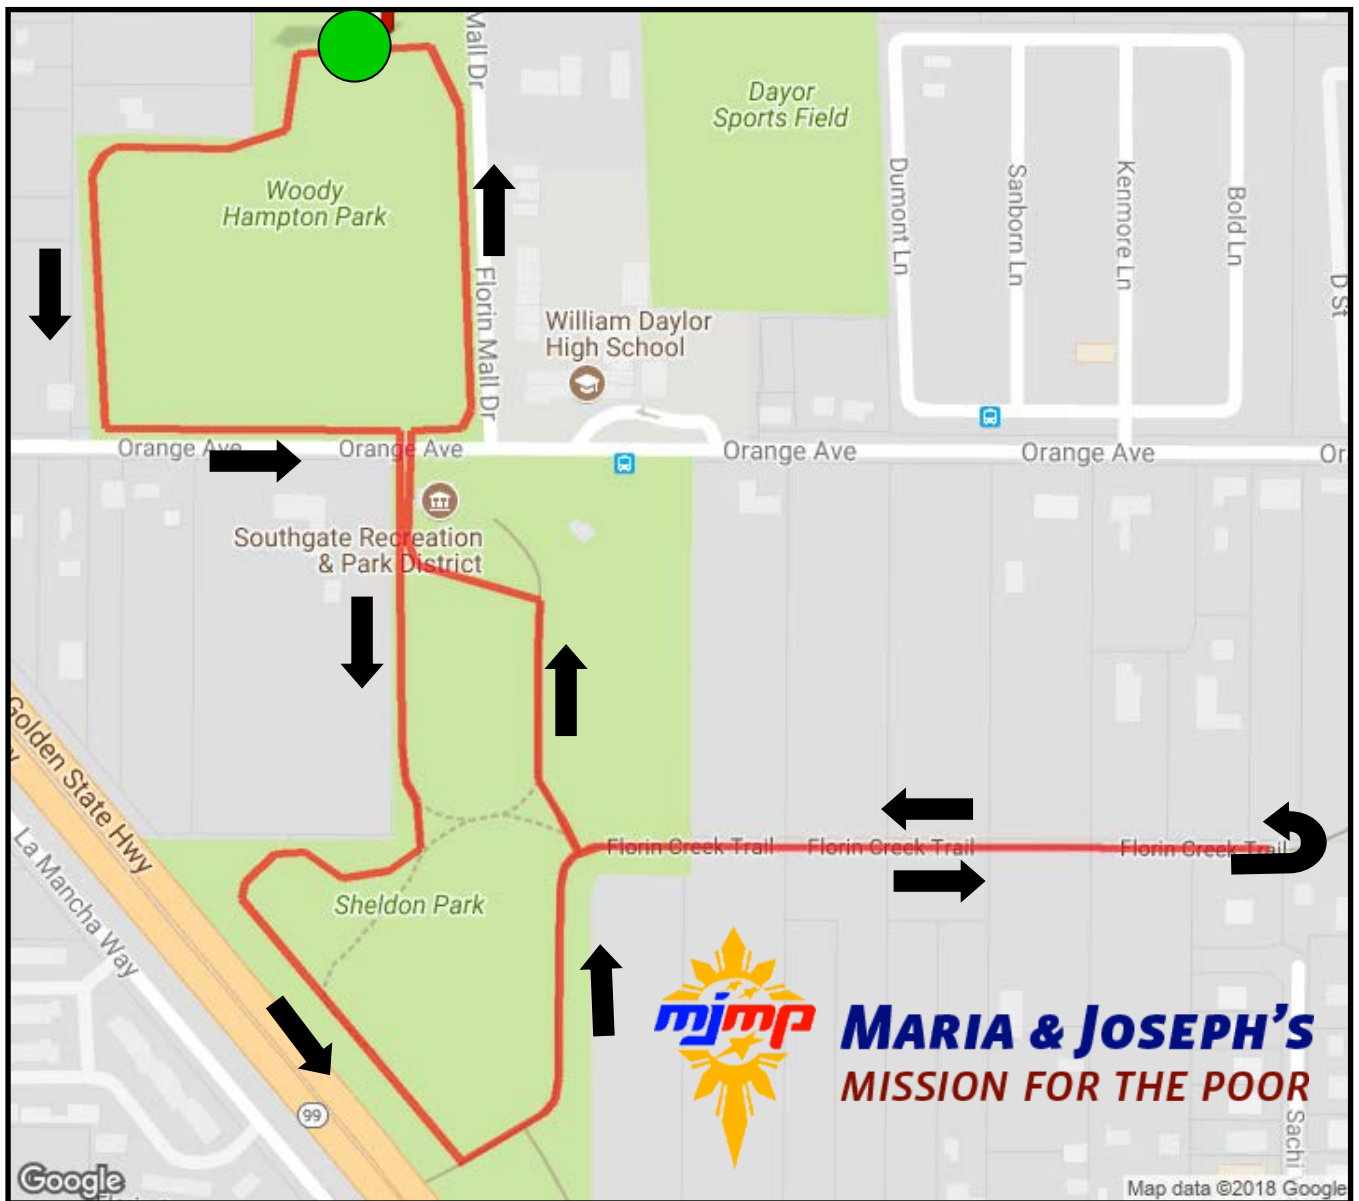 Mall Dr
Dayor
Sports Field
Woody
Hampton Park
Dumont Ln
Sanborn Ln
Kenmore Ln
Bold Ln
D St
Florin Mall Dr
William Daylor
High School
Orange Ave
Orange Ave
Orange Ave
Orange Ave
Or
Southgate Recreation
& Park District
Golden State Hwy
La Mancha Way
Florin Creek Trail
Florin Creek Trail
Florin Creek Trail
Sheldon Park
mjmp
MARIA & JOSEPH'S
MISSION FOR THE POOR
99
Sachi
Google
Map data ©2018 Google